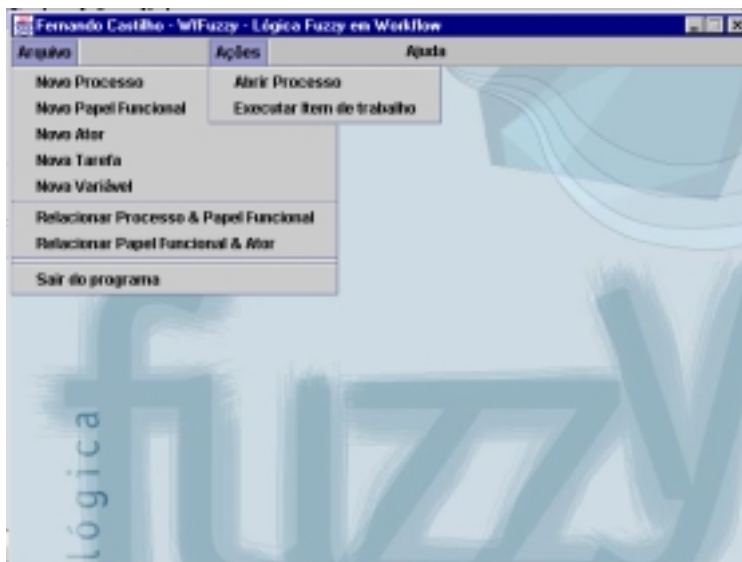 Fernando Castilho - WfFuzzy - Lógica Fuzzy em Workflow
Arquivo Ações Ajuda
Novo Processo
Novo Papel Funcional
Novo Ator
Nova Tarefa
Nova Variável
Relacionar Processo & Papel Funcional
Relacionar Papel Funcional & Ator
Sair do programa
Abrir Processo
Executar Item de trabalho
lógica
fuzzy